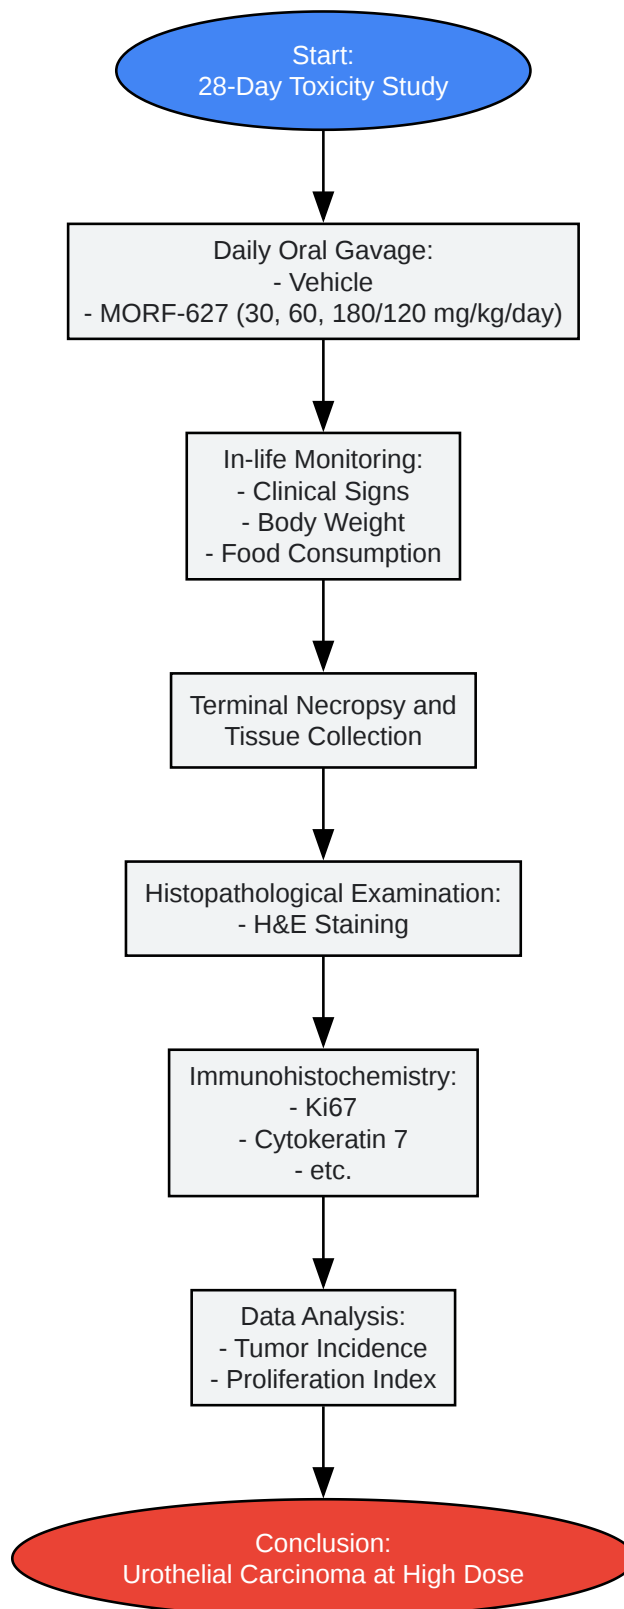 Start:
28-Day Toxicity Study
Daily Oral Gavage:
- Vehicle
- MORF-627 (30, 60, 180/120 mg/kg/day)
In-life Monitoring:
- Clinical Signs
- Body Weight
- Food Consumption
Terminal Necropsy and
Tissue Collection
Histopathological Examination:
- H&E Staining
Immunohistochemistry:
- Ki67
- Cytokeratin 7
- etc.
Data Analysis:
- Tumor Incidence
- Proliferation Index
Conclusion:
Urothelial Carcinoma at High Dose